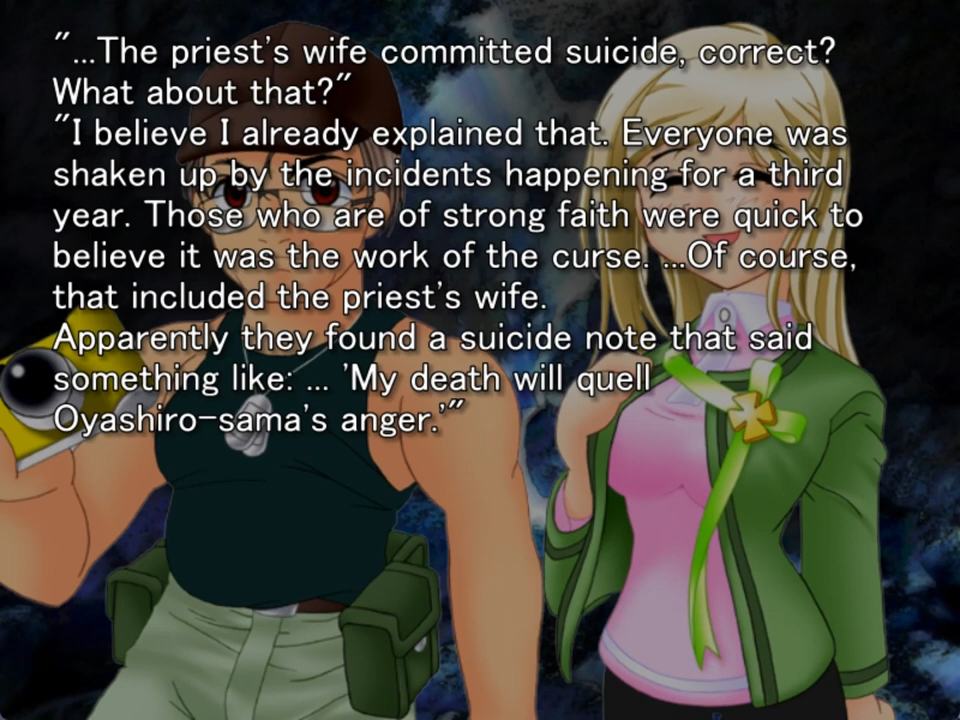 "...The priest's wife committed suicide, correct?
What about that?"
"I believe I already explained that. Everyone was
shaken up by the incidents happening for a third
year. Those who are of strong faith were quick to
believe it was the work of the curse. ...Of course,
that included the priest's wife.
Apparently they found a suicide note that said
something like: ... 'My death will quell
Oyashiro-sama's anger.'"